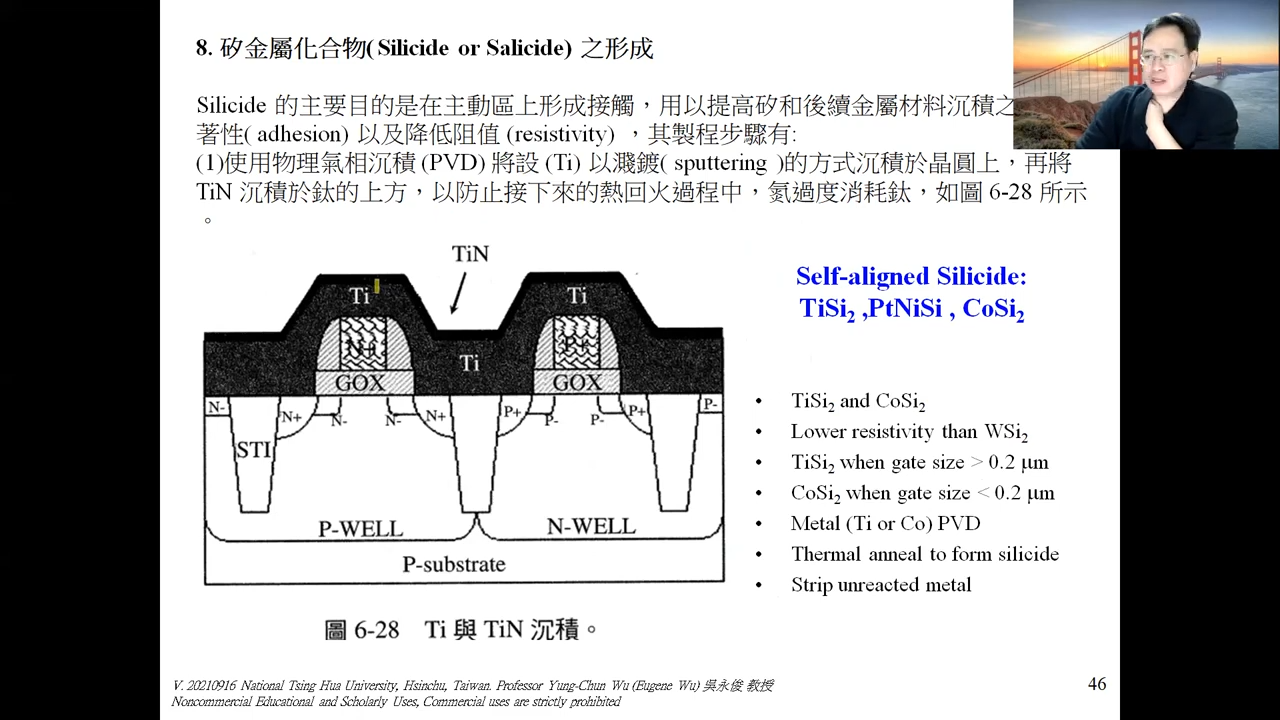 8. 矽金屬化合物(Silicide or Salicide) 之形成
Silicide 的主要目的是在主動區上形成接觸，用以提高矽和後續金屬材料沉積之
著性( adhesion) 以及降低阻值 (resistivity) ，其製程步驟有:
(1)使用物理氣相沉積 (PVD) 將設 (Ti) 以濺鍍( sputtering )的方式沉積於晶圓上，再將
TiN 沉積於鈦的上方，以防止接下來的熱回火過程中，氮過度消耗鈦，如圖 6-28 所示
。
TiN
Ti
Ti
N+
P+
Ti
GOX
GOX
N-
N+
N-
N-
N+
P+
P-
P-
P+
P-
STI
P-WELL
N-WELL
P-substrate
圖 6-28 Ti 與 TiN 沉積。
Self-aligned Silicide:
TiSi2 ,PtNiSi , CoSi2
• TiSi2 and CoSi2
• Lower resistivity than WSi2
• TiSi2 when gate size > 0.2 μm
• CoSi2 when gate size < 0.2 μm
• Metal (Ti or Co) PVD
• Thermal anneal to form silicide
• Strip unreacted metal
V. 20210916 National Tsing Hua University, Hsinchu, Taiwan. Professor Yung-Chun Wu (Eugene Wu) 吳永俊 教授
Noncommercial Educational and Scholarly Uses, Commercial uses are strictly prohibited
46